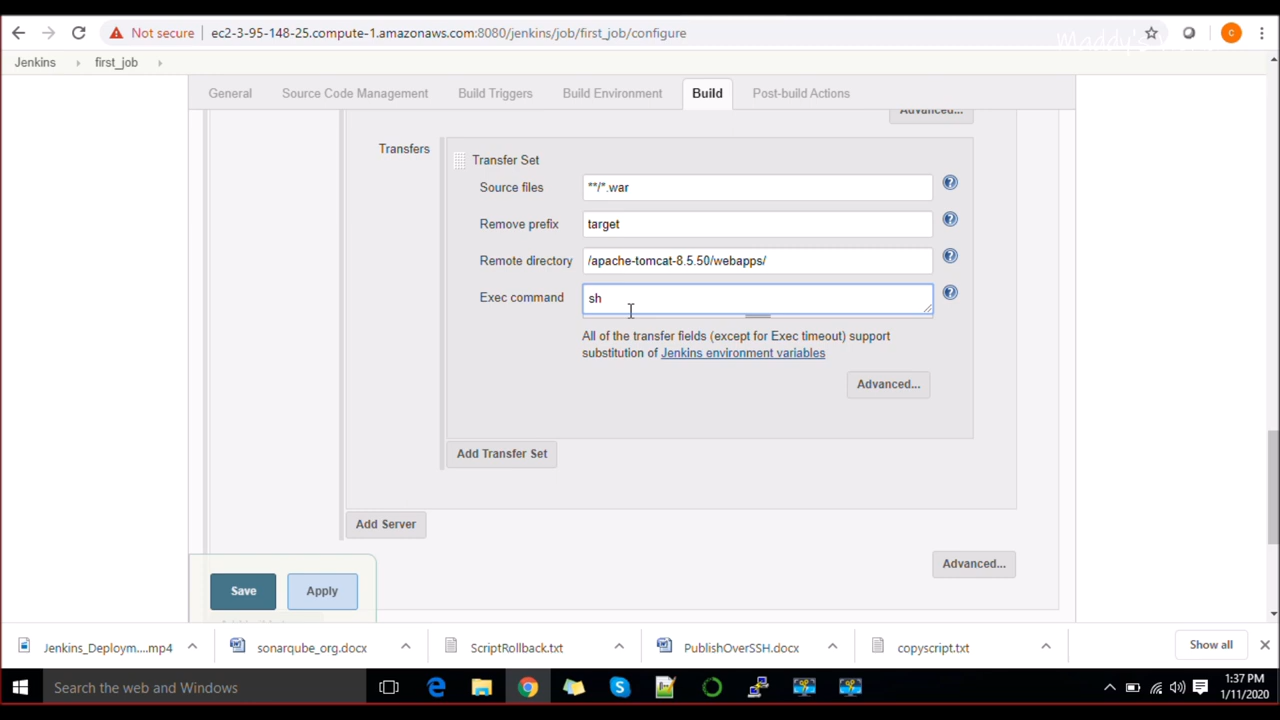 Not secure
ec2-3-95-148-25.compute-1.amazonaws.com:8080/jenkins/job/first_job/configure
C
Jenkins
first_job
General
Source Code Management
Build Triggers
Build Environment
Build
Post-build Actions
Advanced...
Transfers
Transfer Set
Source files
**/*.war
Remove prefix
target
Remote directory
/apache-tomcat-8.5.50/webapps/
Exec command
sh
All of the transfer fields (except for Exec timeout) support
substitution of Jenkins environment variables
Advanced...
Add Transfer Set
Add Server
Advanced...
Save
Apply
Jenkins_Deploym....mp4
sonarqube_org.docx
ScriptRollback.txt
PublishOverSSH.docx
copyscript.txt
Show all
Search the web and Windows
1:37 PM
1/11/2020